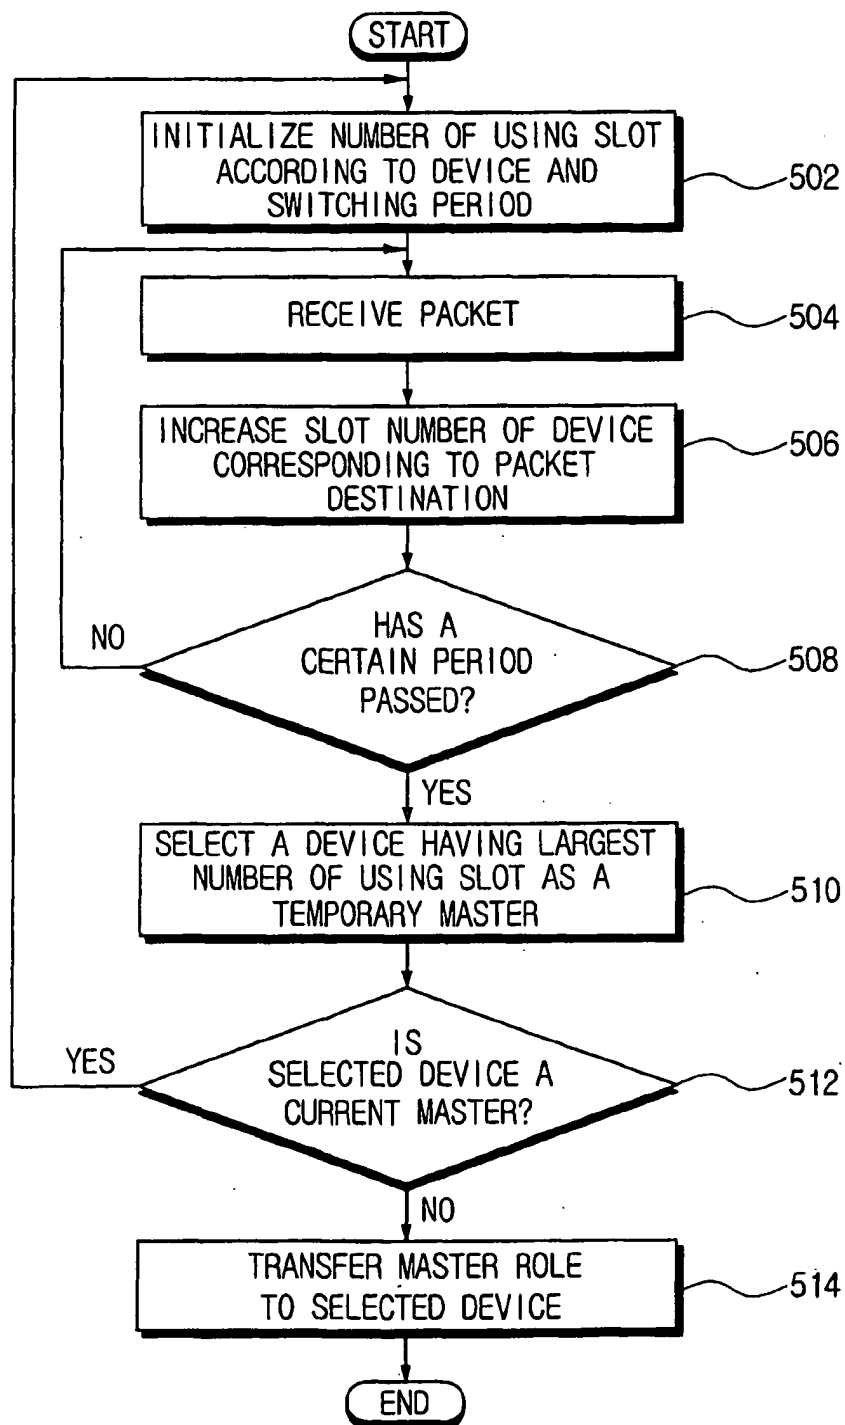 START
INITIALIZE NUMBER OF USING SLOT
ACCORDING TO DEVICE AND
SWITCHING PERIOD
502
RECEIVE PACKET
504
INCREASE SLOT NUMBER OF DEVICE
CORRESPONDING TO PACKET
DESTINATION
506
HAS A
CERTAIN PERIOD
PASSED?
508
NO
YES
SELECT A DEVICE HAVING LARGEST
NUMBER OF USING SLOT AS A
TEMPORARY MASTER
510
IS
SELECTED DEVICE A
CURRENT MASTER?
512
YES
NO
TRANSFER MASTER ROLE
TO SELECTED DEVICE
514
END